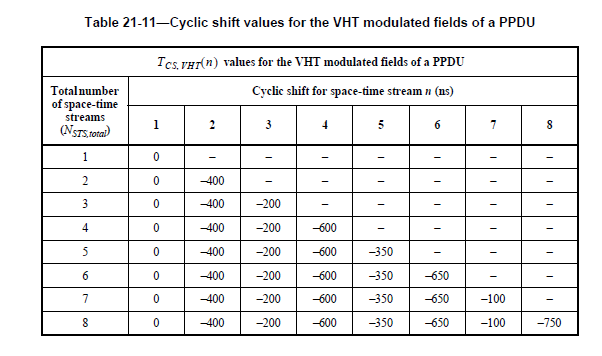 Table 21-11—Cyclic shift values for the VHT modulated fields of a PPDU
T_CS,VHT(n) values for the VHT modulated fields of a PPDU
Total number of space-time streams (N_STS,total)
Cyclic shift for space-time stream n (ns)
1 2 3 4 5 6 7 8
1 0 – – – – – – –
2 0 –400 – – – – – –
3 0 –400 –200 – – – – –
4 0 –400 –200 –600 – – – –
5 0 –400 –200 –600 –350 – – –
6 0 –400 –200 –600 –350 –650 – –
7 0 –400 –200 –600 –350 –650 –100 –
8 0 –400 –200 –600 –350 –650 –100 –750